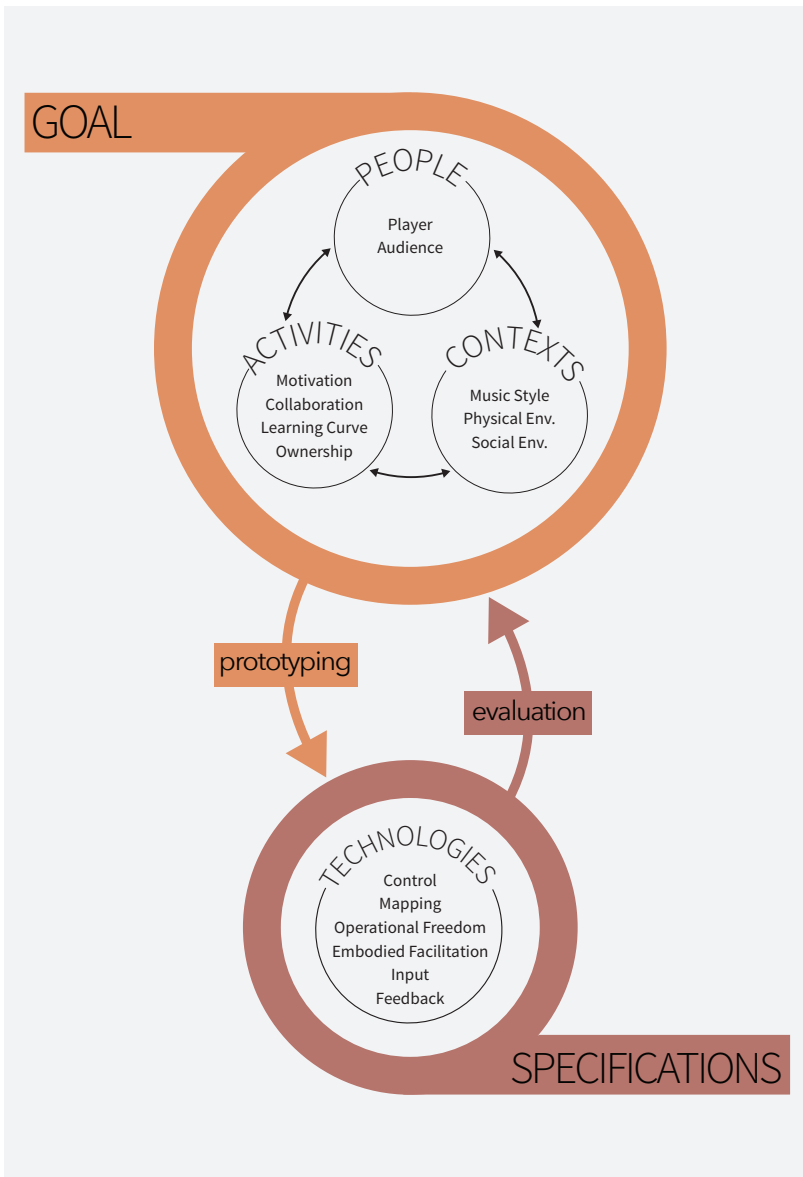 GOAL
PEOPLE
Player
Audience
ACTIVITIES
Motivation
Collaboration
Learning Curve
Ownership
CONTEXTS
Music Style
Physical Env.
Social Env.
prototyping
evaluation
TECHNOLOGIES
Control
Mapping
Operational Freedom
Embodied Facilitation
Input
Feedback
SPECIFICATIONS